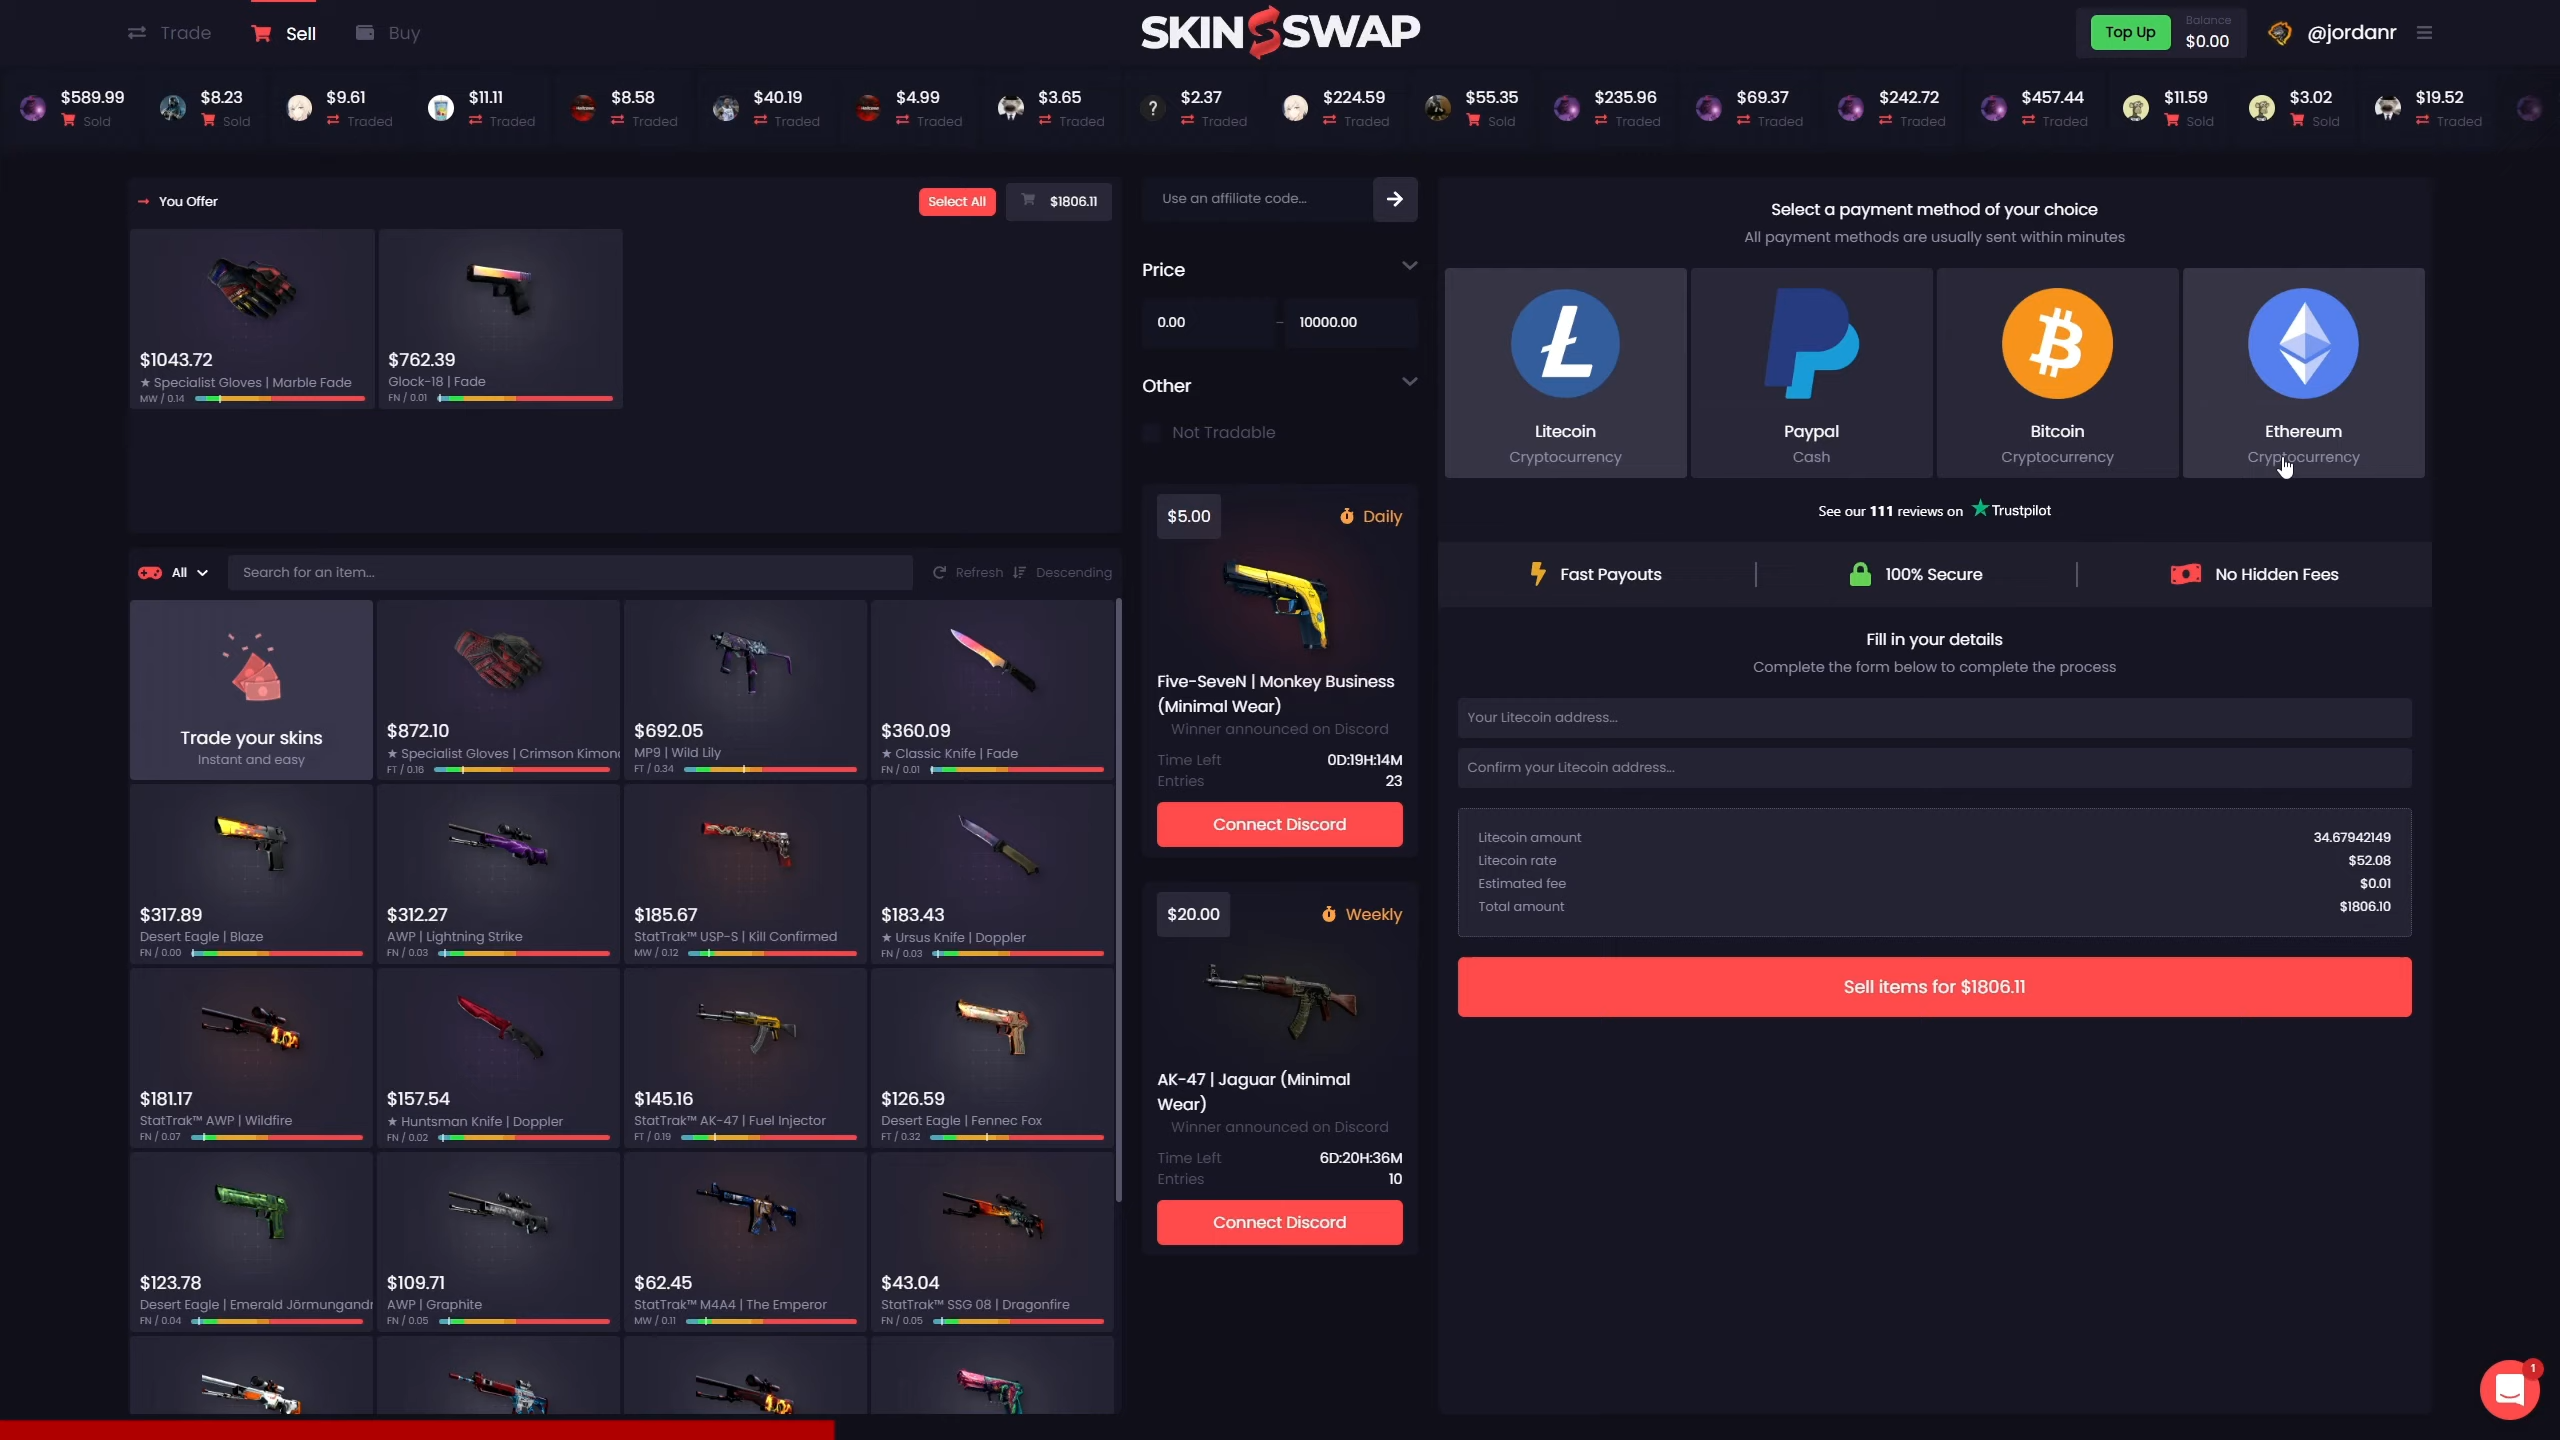 Trade
Sell
Buy
SKIN SWAP
Top Up
Balance
$0.00
@jordanr
$589.99
Sold
$8.23
Sold
$9.61
Traded
$11.11
Traded
$8.58
Traded
$40.19
Traded
$4.99
Traded
$3.65
Traded
?
$2.37
Traded
$224.59
Traded
$55.35
Sold
$235.96
Traded
$69.37
Traded
$242.72
Traded
$457.44
Traded
$11.59
Sold
$3.02
Sold
$19.52
Traded
You Offer
Select All
$1806.11
$1043.72
★ Specialist Gloves | Marble Fade
MW / 0.14
$762.39
Glock-18 | Fade
FN / 0.01
All
Search for an item...
Refresh
Descending
Trade your skins
Instant and easy
$872.10
★ Specialist Gloves | Crimson Kimono
FT / 0.16
$692.05
MP9 | Wild Lily
FT / 0.34
$360.09
★ Classic Knife | Fade
FN / 0.01
$317.89
Desert Eagle | Blaze
FN / 0.00
$312.27
AWP | Lightning Strike
FN / 0.03
$185.67
StatTrak™ USP-S | Kill Confirmed
MW / 0.12
$183.43
★ Ursus Knife | Doppler
FN / 0.03
$181.17
StatTrak™ AWP | Wildfire
FN / 0.07
$157.54
★ Huntsman Knife | Doppler
FN / 0.02
$145.16
StatTrak™ AK-47 | Fuel Injector
FT / 0.19
$126.59
Desert Eagle | Fennec Fox
FT / 0.32
$123.78
Desert Eagle | Emerald Jörmungandr
FN / 0.04
$109.71
AWP | Graphite
FN / 0.05
$62.45
StatTrak™ M4A4 | The Emperor
MW / 0.11
$43.04
StatTrak™ SSG 08 | Dragonfire
FN / 0.05
Use an affiliate code...
Price
0.00
–
10000.00
Other
Not Tradable
$5.00
Daily
Five-SeveN | Monkey Business
(Minimal Wear)
Winner announced on Discord
Time Left
0D:19H:14M
Entries
23
Connect Discord
$20.00
Weekly
AK-47 | Jaguar (Minimal
Wear)
Winner announced on Discord
Time Left
6D:20H:36M
Entries
10
Connect Discord
Select a payment method of your choice
All payment methods are usually sent within minutes
Litecoin
Cryptocurrency
Paypal
Cash
Bitcoin
Cryptocurrency
Ethereum
Cryptocurrency
See our 111 reviews on Trustpilot
Fast Payouts
100% Secure
No Hidden Fees
Fill in your details
Complete the form below to complete the process
Your Litecoin address...
Confirm your Litecoin address...
Litecoin amount
34.67942149
Litecoin rate
$52.08
Estimated fee
$0.01
Total amount
$1806.10
Sell items for $1806.11
1